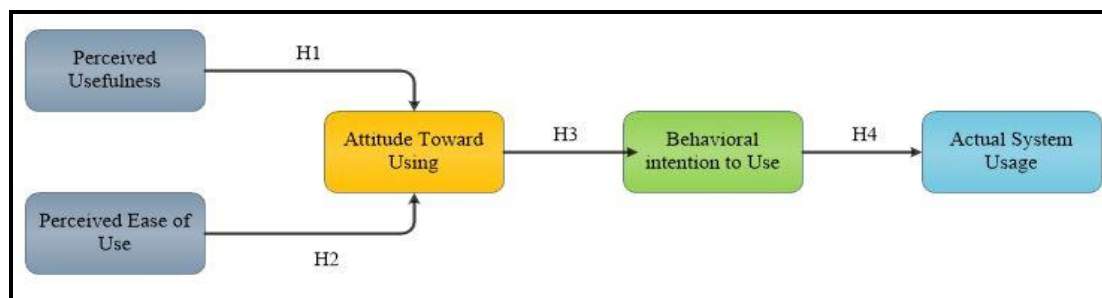 Perceived
Usefulness
H1
Attitude Toward
Using
H3
Behavioral
intention to Use
H4
Actual System
Usage
Perceived Ease of
Use
H2